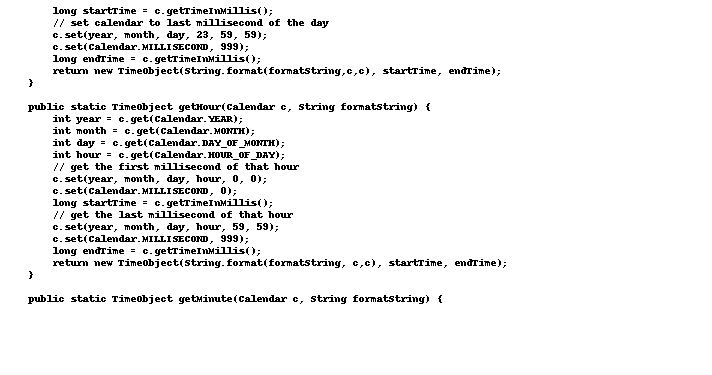 long startTime = c.getTimeInMillis();
// set calendar to last millisecond of the day
c.set(year, month, day, 23, 59, 59);
c.set(Calendar.MILLISECOND, 999);
long endTime = c.getTimeInMillis();
return new TimeObject(String.format(formatString,c,c), startTime, endTime);
}
public static TimeObject getHour(Calendar c, String formatString) {
int year = c.get(Calendar.YEAR);
int month = c.get(Calendar.MONTH);
int day = c.get(Calendar.DAY_OF_MONTH);
int hour = c.get(Calendar.HOUR_OF_DAY);
// get the first millisecond of that hour
c.set(year, month, day, hour, 0, 0);
c.set(Calendar.MILLISECOND, 0);
long startTime = c.getTimeInMillis();
// get the last millisecond of that hour
c.set(year, month, day, hour, 59, 59);
c.set(Calendar.MILLISECOND, 999);
long endTime = c.getTimeInMillis();
return new TimeObject(String.format(formatString, c,c), startTime, endTime);
}
public static TimeObject getMinute(Calendar c, String formatString) {